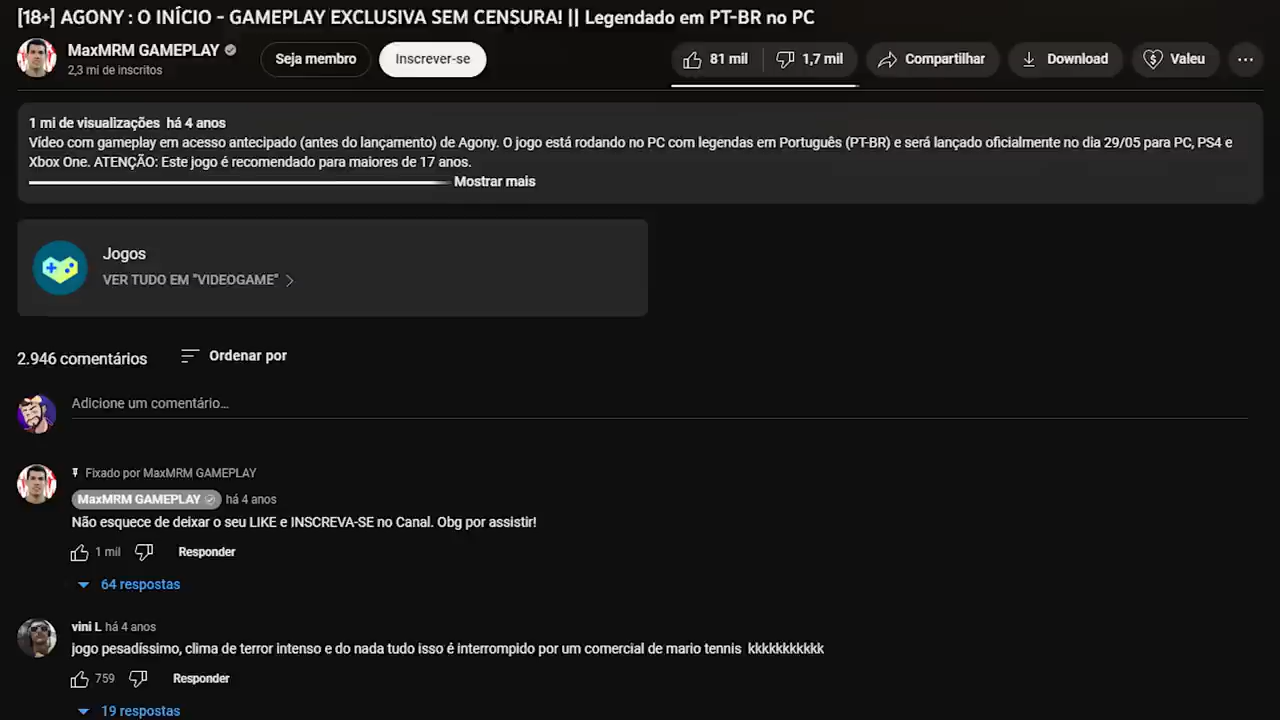 [18+] AGONY : O INÍCIO - GAMEPLAY EXCLUSIVA SEM CENSURA! || Legendado em PT-BR no PC
MaxMRM GAMEPLAY
2,3 mi de inscritos
Seja membro
Inscrever-se
81 mil
1,7 mil
Compartilhar
Download
Valeu
1 mi de visualizações há 4 anos
Vídeo com gameplay em acesso antecipado (antes do lançamento) de Agony. O jogo está rodando no PC com legendas em Português (PT-BR) e será lançado oficialmente no dia 29/05 para PC, PS4 e
Xbox One. ATENÇÃO: Este jogo é recomendado para maiores de 17 anos.
Mostrar mais
Jogos
VER TUDO EM "VIDEOGAME"
2.946 comentários
Ordenar por
Adicione um comentário...
Fixado por MaxMRM GAMEPLAY
MaxMRM GAMEPLAY há 4 anos
Não esquece de deixar o seu LIKE e INSCREVA-SE no Canal. Obg por assistir!
1 mil
Responder
64 respostas
vini L há 4 anos
jogo pesadíssimo, clima de terror intenso e do nada tudo isso é interrompido por um comercial de mario tennis kkkkkkkkkkk
759
Responder
19 respostas